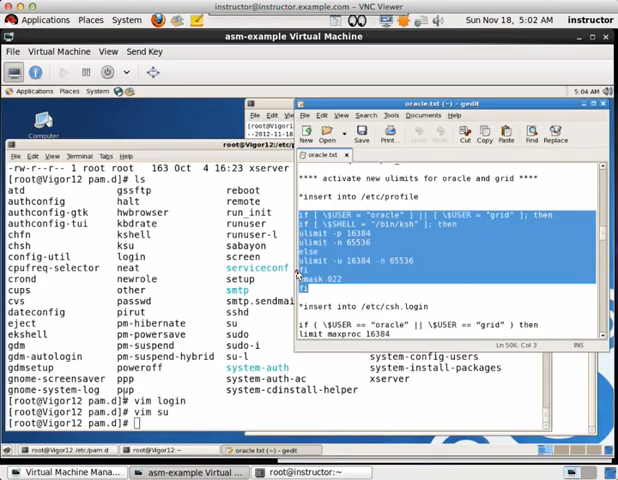 instructor@instructor.example.com - VNC Viewer
Applications Places System Sun Nov 18, 5:02 AM instructor
asm-example Virtual Machine
File Virtual Machine View Send Key
Applications Places System 5:04 AM
Computer
oracle.txt (~) - gedit
File Edit View Search Tools Documents Help
New Open Save Print... Undo Redo Cut Copy Paste Find Replace
oracle.txt
**** activate new ulimits for oracle and grid ****
*insert into /etc/profile
if [ \$USER = "oracle" ] || [ \$USER = "grid" ]; then
if [ \$SHELL = "/bin/ksh" ]; then
ulimit -p 16384
ulimit -n 65536
else
ulimit -u 16384 -n 65536
fi
umask 022
fi
*insert into /etc/csh.login
if ( \$USER == "oracle" || \$USER == "grid" ) then
limit maxproc 16384
Ln 506, Col 3 INS
File Edit View Terminal Tabs Help
-rw-r--r-- 1 root root 163 Oct 4 16:23 xserver
[root@Vigor12 pam.d]# ls
atd gssftp reboot
authconfig halt remote
authconfig-gtk hwbrowser run_init
authconfig-tui kbdrate runuser
chfn kshell runuser-l
chsh ksu sabayon
config-util login screen
cpufreq-selector neat serviceconf
crond newrole setup
cups other smtp
cvs passwd smtp.sendmai
dateconfig pirut sshd
eject pm-hibernate su
ekshell pm-powersave sudo
gdm pm-suspend sudo-i
gdm-autologin pm-suspend-hybrid su-l system-config-users
gdmsetup poweroff system-auth system-install-packages
gnome-screensaver ppp system-auth-ac xserver
gnome-system-log pup system-cdinstall-helper
[root@Vigor12 pam.d]# vim login
[root@Vigor12 pam.d]# vim su
[root@Vigor12 pam.d]#
root@Vigor12:/etc/pam.d root@Vigor12:~ oracle.txt (~) - gedit
Virtual Machine Mana... asm-example Virtual ... root@instructor:~